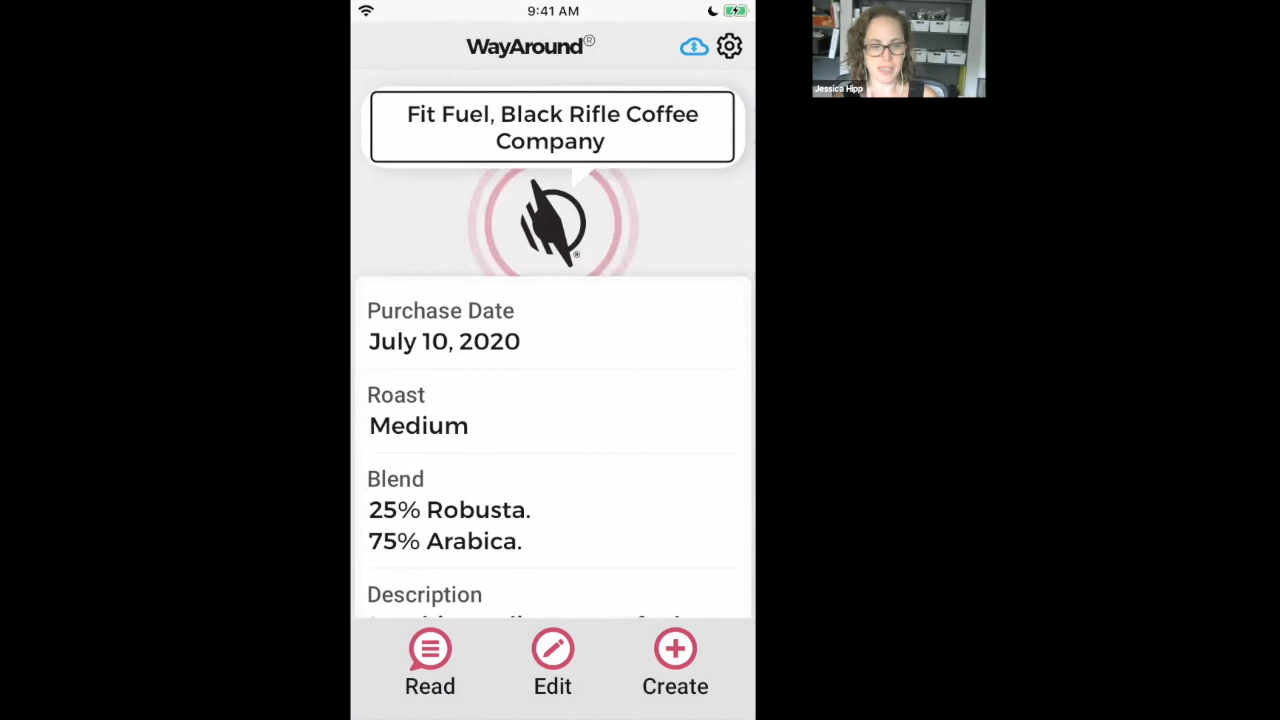 9:41 AM
WayAround®
Jessica Hipp
Fit Fuel, Black Rifle Coffee
Company
®
Purchase Date
July 10, 2020
Roast
Medium
Blend
25% Robusta.
75% Arabica.
Description
Read
Edit
Create